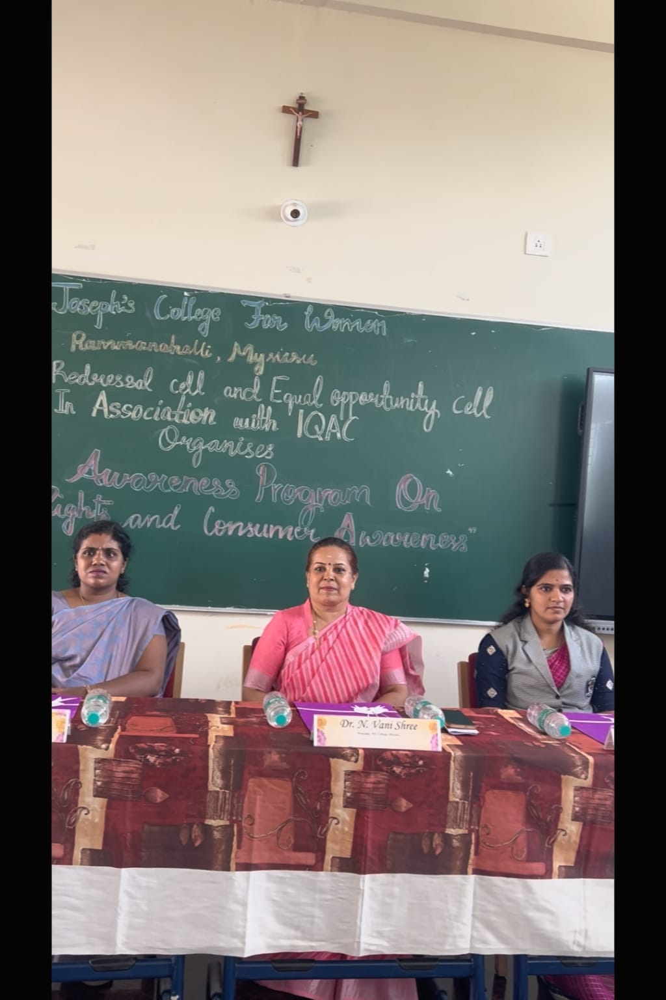 Joseph's College For Women
Rammanahalli, Mysuru
Redressal cell and Equal opportunity cell
In Association with IQAC
Organises
Awareness Program On
Rights and Consumer Awareness"
Dr. N. Vani Shree